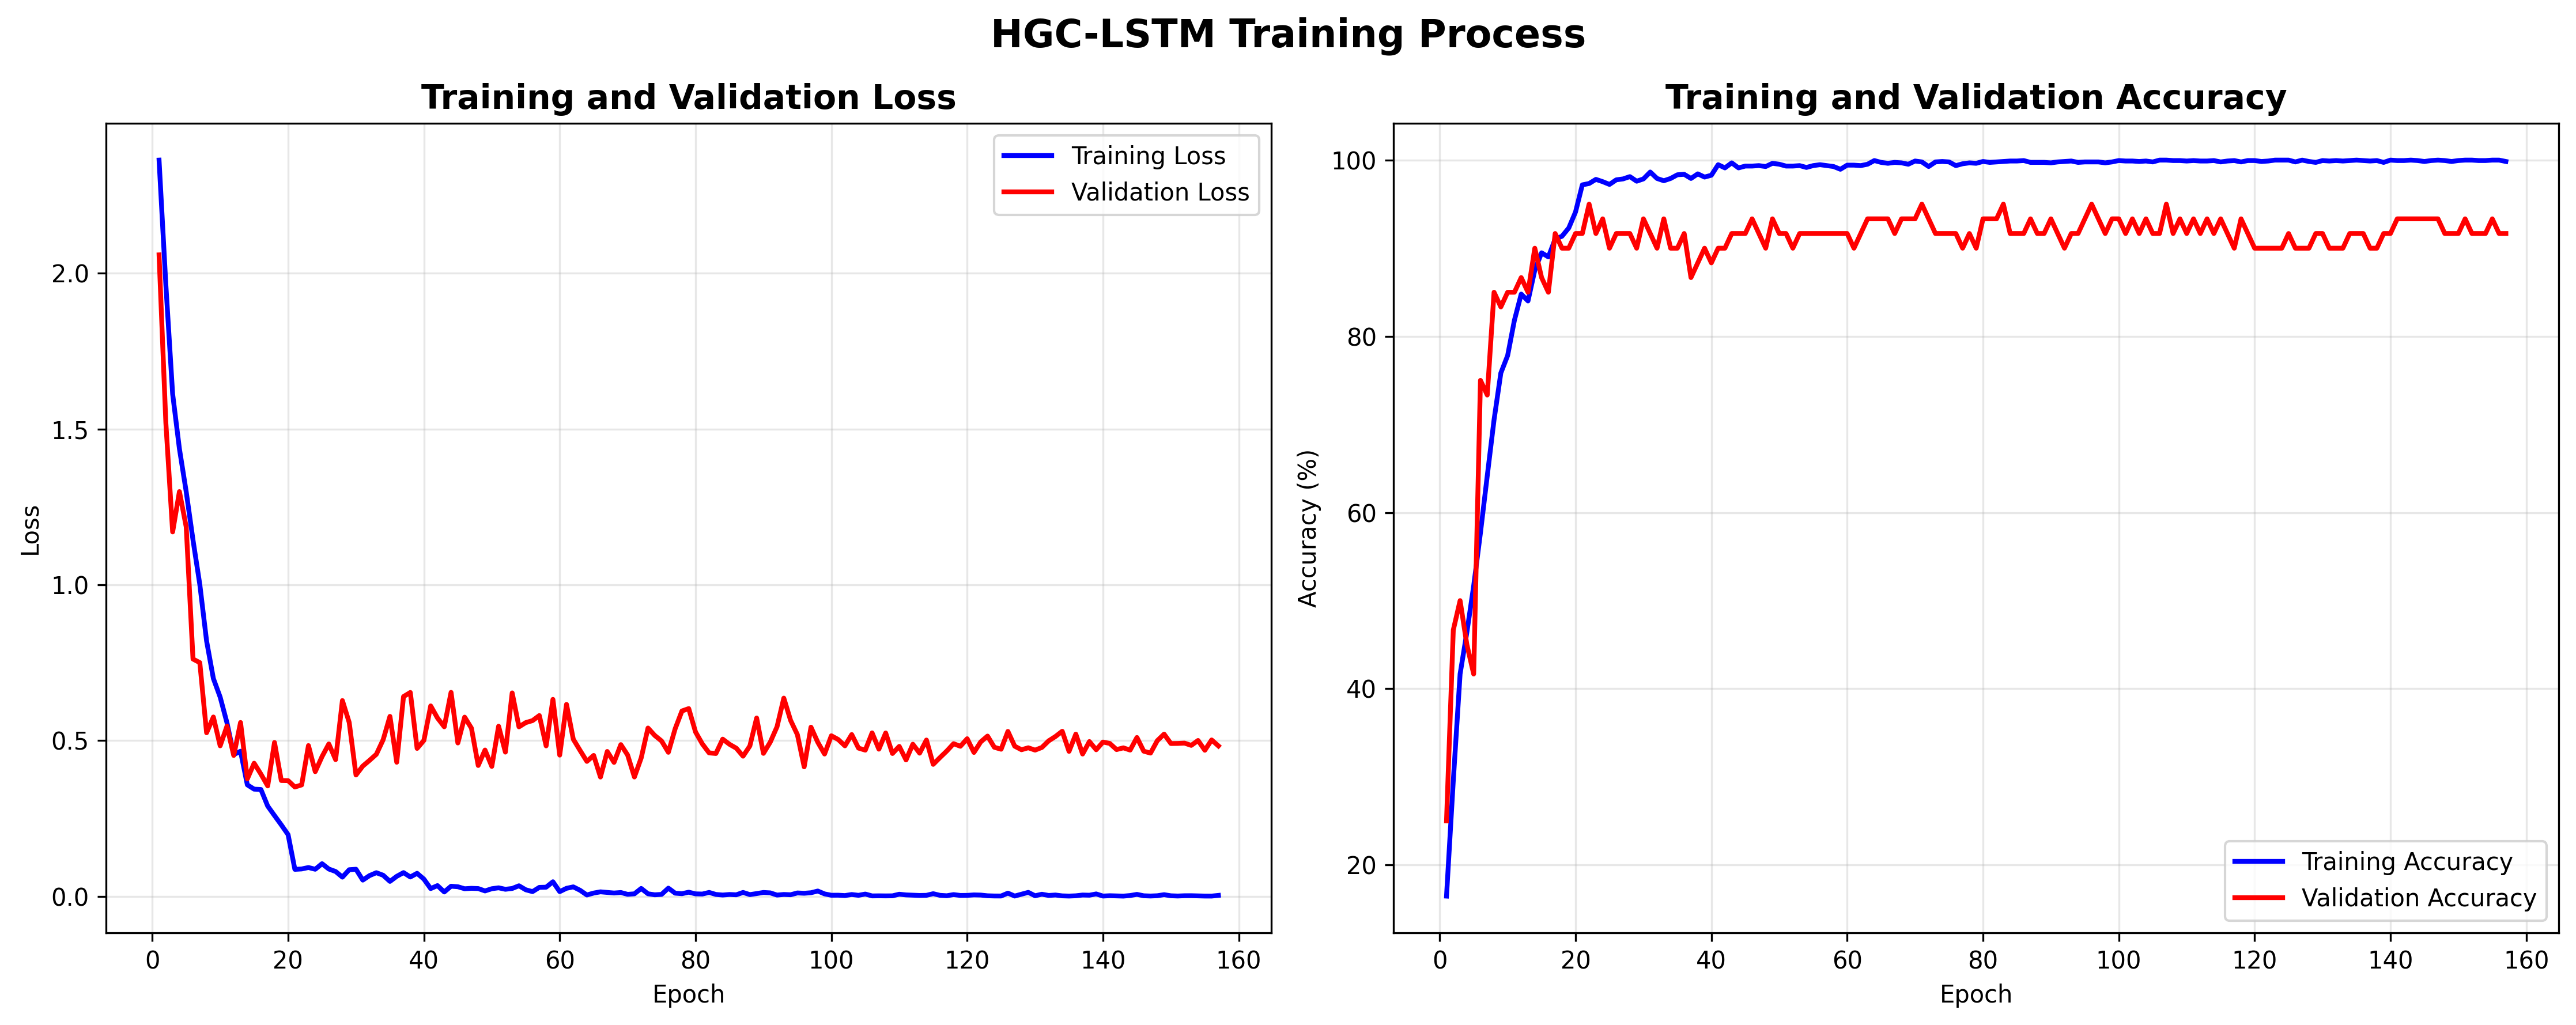 HGC-LSTM Training Process
Training and Validation Loss
Training Loss
Validation Loss
2.0
1.5
1.0
0.5
0.0
Loss
0 20 40 60 80 100 120 140 160
Epoch
Training and Validation Accuracy
100
80
60
40
20
Accuracy (%)
Training Accuracy
Validation Accuracy
0 20 40 60 80 100 120 140 160
Epoch